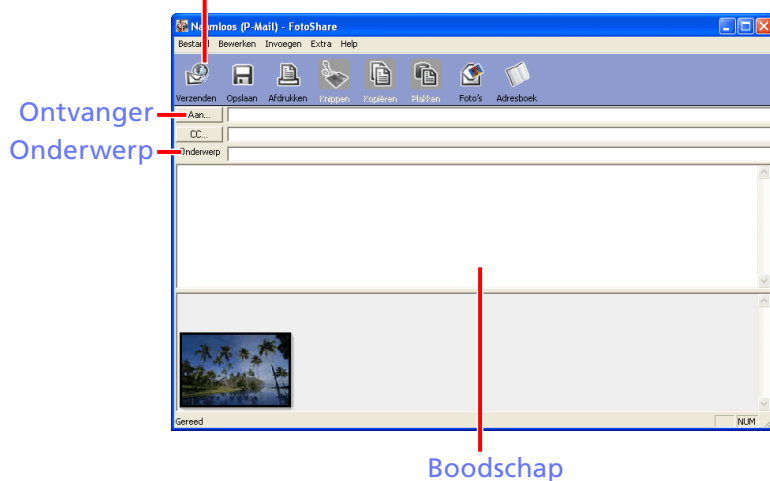 Naamloos (P-Mail) - FotoShare
Bestand Bewerken Invoegen Extra Help
Verzenden Opslaan Afdrukken Knippen Kopiëren Plakken Foto's Adresboek
Ontvanger
Aan...
CC...
Onderwerp
Onderwerp
Gereed
NUM
Boodschap